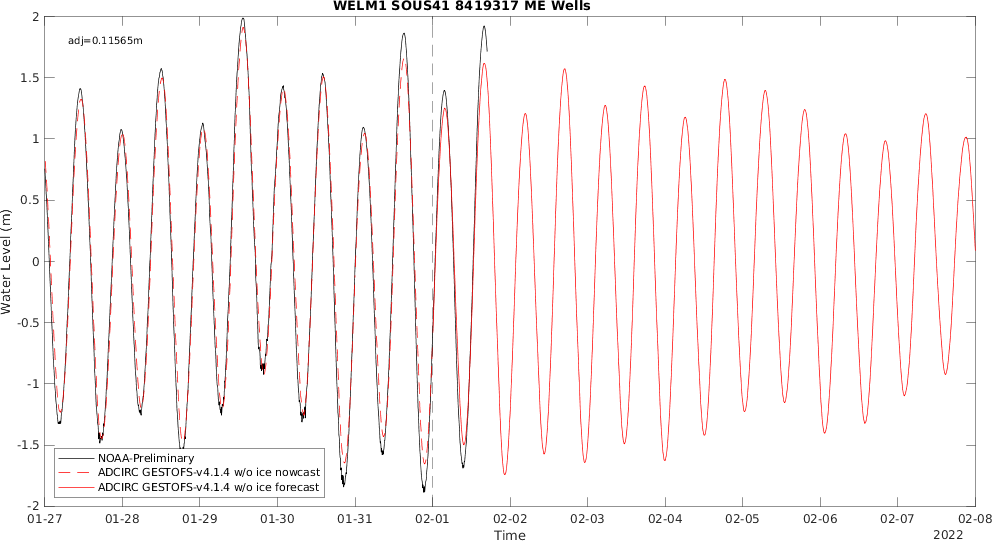 WELM1 SOUS41 8419317 ME Wells
adj=0.11565m
Water Level (m)
2
1.5
1
0.5
0
-0.5
-1
-1.5
-2
NOAA-Preliminary
ADCIRC GESTOFS-v4.1.4 w/o ice nowcast
ADCIRC GESTOFS-v4.1.4 w/o ice forecast
01-27 01-28 01-29 01-30 01-31 02-01 02-02 02-03 02-04 02-05 02-06 02-07 02-08
Time
2022